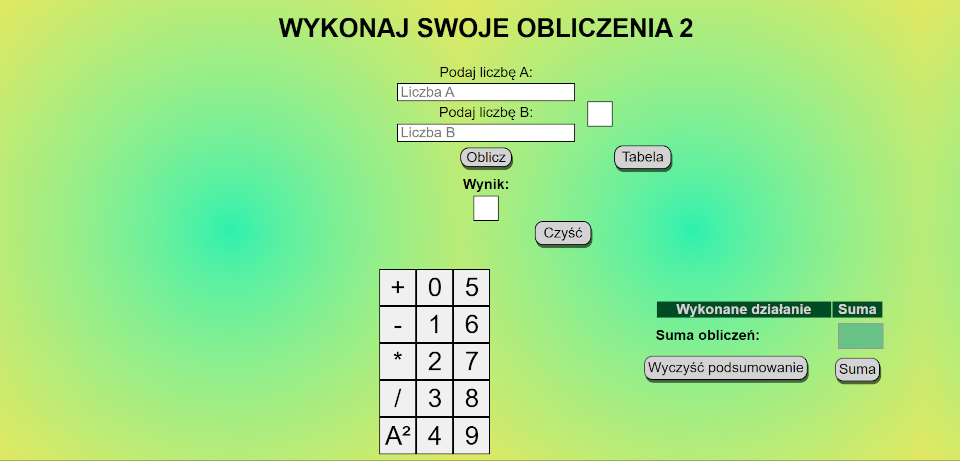 WYKONAJ SWOJE OBLICZENIA 2
Podaj liczbę A:
Liczba A
Podaj liczbę B:
Liczba B
Oblicz
Tabela
Wynik:
Czyść
+ 0 5
- 1 6
* 2 7
/ 3 8
A² 4 9
Wykonane działanie Suma
Suma obliczeń:
Wyczyść podsumowanie Suma